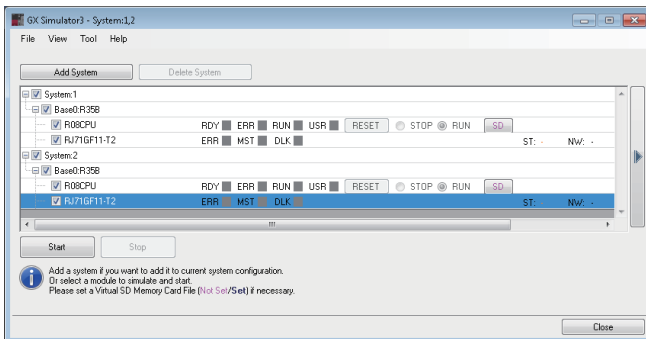 GX Simulator3 - System:1,2
File View Tool Help
Add System Delete System
System:1
Base0:R35B
R08CPU RDY ERR RUN USR RESET STOP RUN SD
RJ71GF11-T2 ERR MST DLK ST: - NW: -
System:2
Base0:R35B
R08CPU RDY ERR RUN USR RESET STOP RUN SD
RJ71GF11-T2 ERR MST DLK ST: NW: -
Start Stop
Add a system if you want to add it to current system configuration.
Or select a module to simulate and start.
Please set a Virtual SD Memory Card File (Not Set/Set) if necessary.
Close